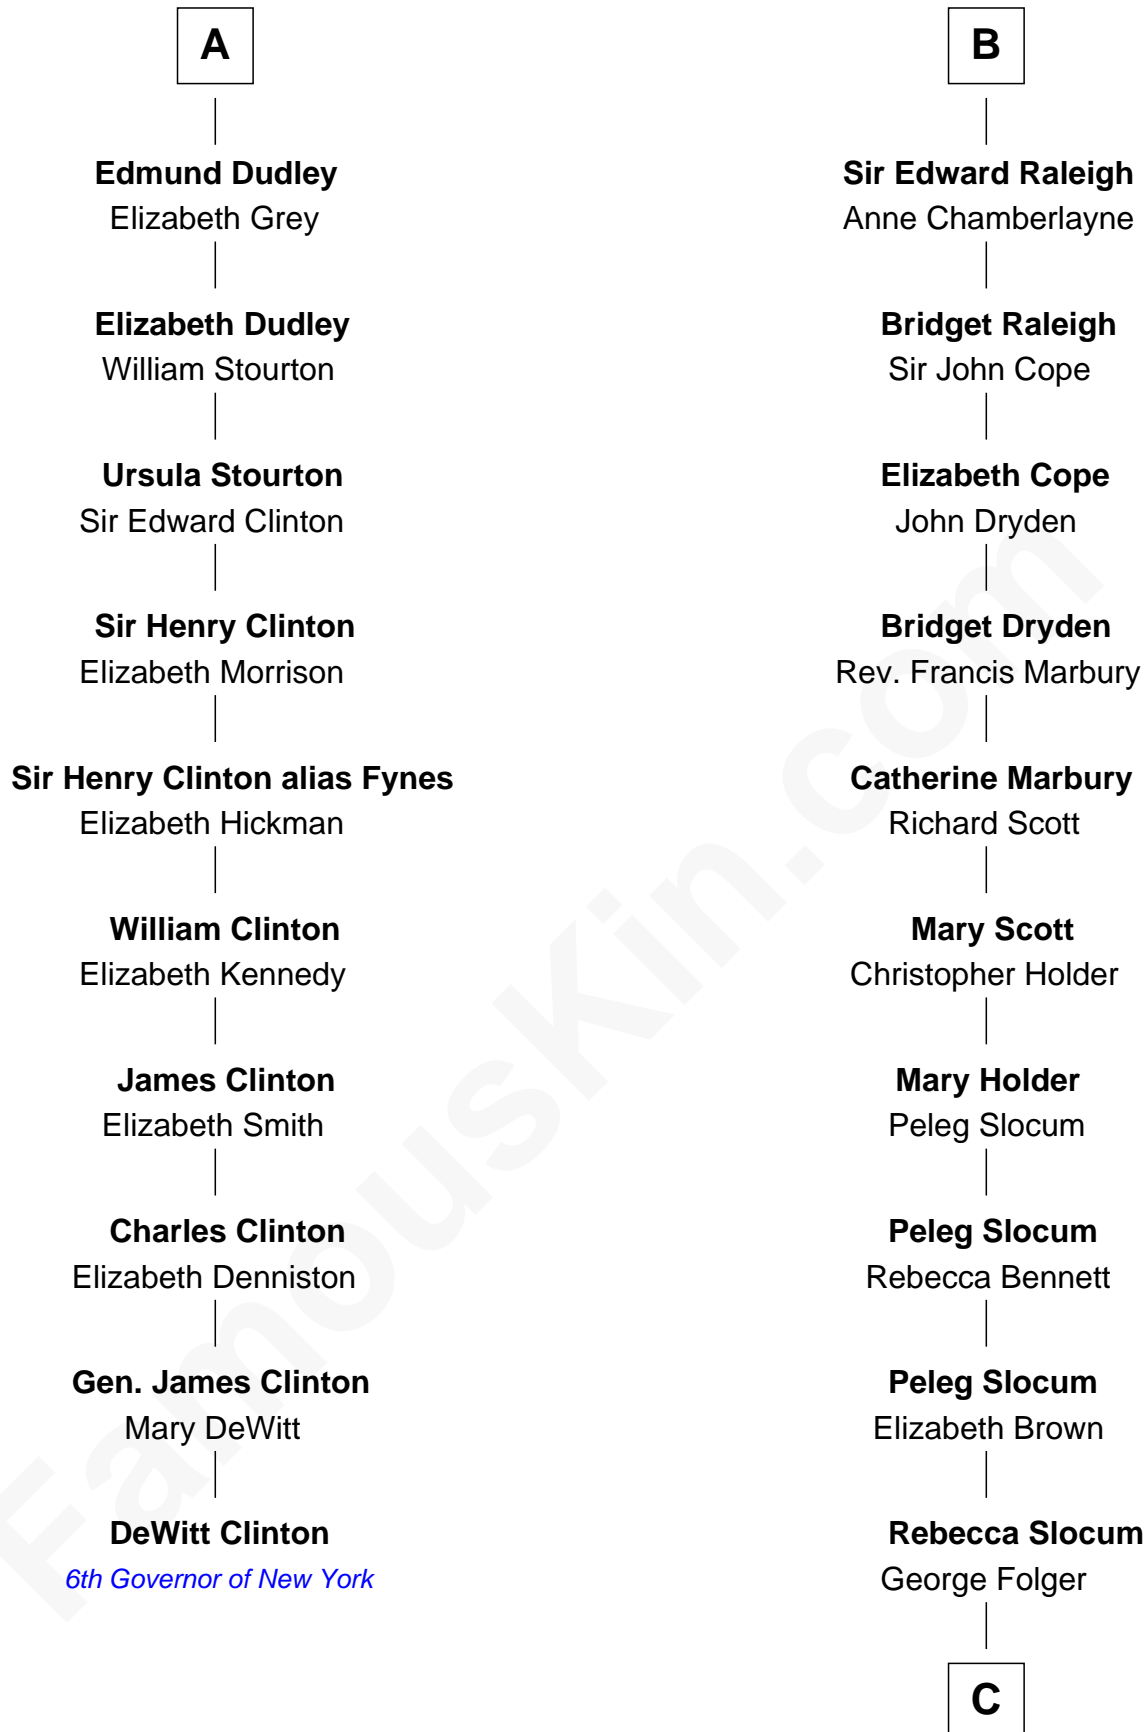 A
Edmund Dudley
Elizabeth Grey
Elizabeth Dudley
William Stourton
Ursula Stourton
Sir Edward Clinton
Sir Henry Clinton
Elizabeth Morrison
Sir Henry Clinton alias Fynes
Elizabeth Hickman
William Clinton
Elizabeth Kennedy
James Clinton
Elizabeth Smith
Charles Clinton
Elizabeth Denniston
Gen. James Clinton
Mary DeWitt
DeWitt Clinton
6th Governor of New York
B
Sir Edward Raleigh
Anne Chamberlayne
Bridget Raleigh
Sir John Cope
Elizabeth Cope
John Dryden
Bridget Dryden
Rev. Francis Marbury
Catherine Marbury
Richard Scott
Mary Scott
Christopher Holder
Mary Holder
Peleg Slocum
Peleg Slocum
Rebecca Bennett
Peleg Slocum
Elizabeth Brown
Rebecca Slocum
George Folger
C
FamousKin.com